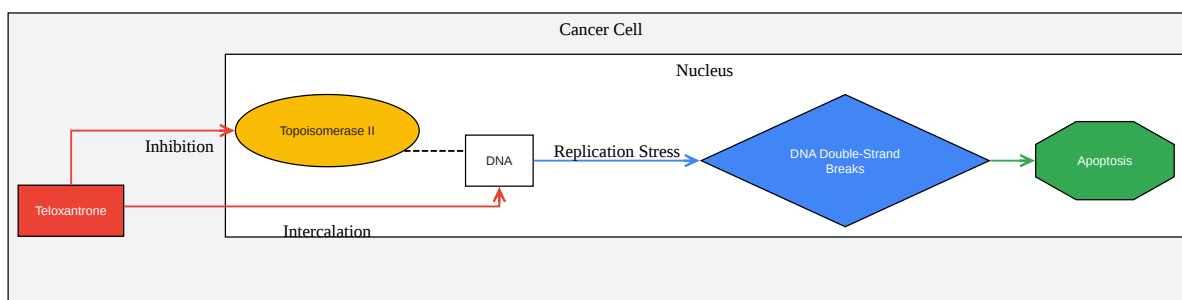 Cancer Cell
Nucleus
Topoisomerase II
Inhibition
DNA
Replication Stress
DNA Double-Strand
Breaks
Apoptosis
Teloxantrone
Intercalation